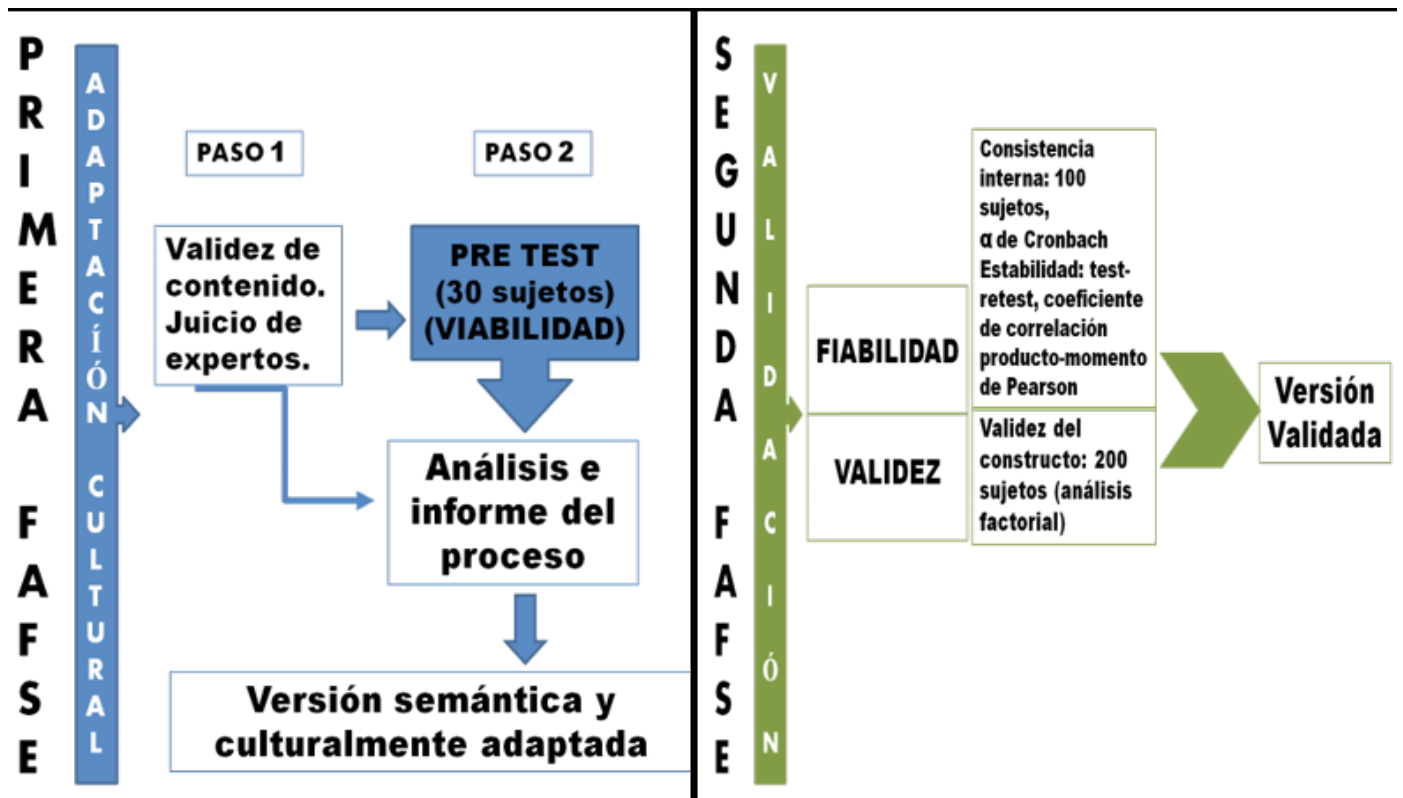 PRIMERA FAFSE
ADAPTACÍÓN CULTURAL
PASO 1
PASO 2
Validez de
contenido.
Juicio de
expertos.
PRE TEST
(30 sujetos)
(VIABILIDAD)
Análisis e
informe del
proceso
Versión semántica y
culturalmente adaptada
SEGUNDA FAFSE
VALIDACIÓN
FIABILIDAD
Consistencia
interna: 100
sujetos,
α de Cronbach
Estabilidad: test-
retest, coeficiente
de correlación
producto-momento
de Pearson
VALIDEZ
Validez del
constructo: 200
sujetos (análisis
factorial)
Versión
Validada